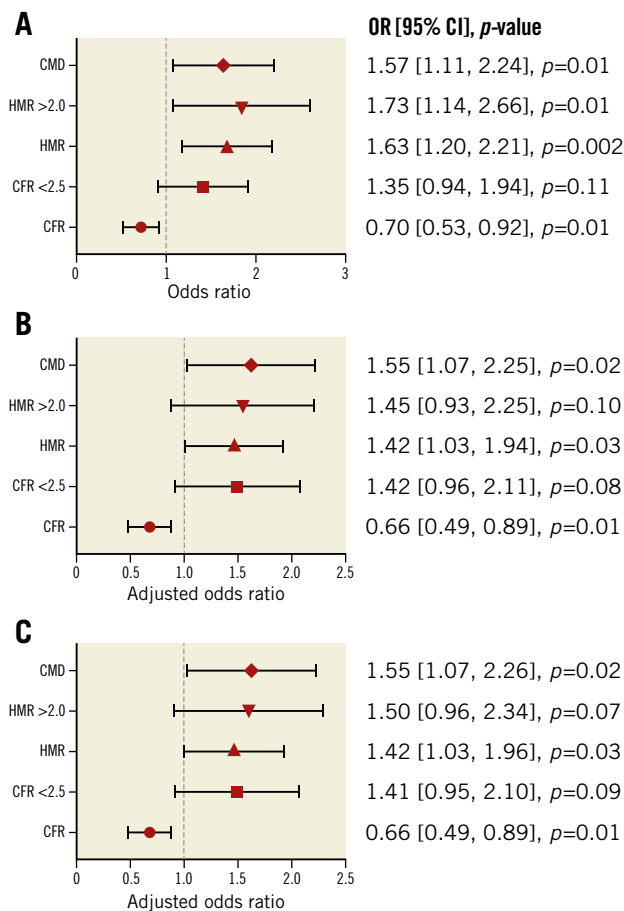 A
OR [95% CI], p-value
CMD
1.57 [1.11, 2.24], p=0.01
HMR >2.0
1.73 [1.14, 2.66], p=0.01
HMR
1.63 [1.20, 2.21], p=0.002
CFR <2.5
1.35 [0.94, 1.94], p=0.11
CFR
0.70 [0.53, 0.92], p=0.01
0 1 2 3
Odds ratio
B
CMD
1.55 [1.07, 2.25], p=0.02
HMR >2.0
1.45 [0.93, 2.25], p=0.10
HMR
1.42 [1.03, 1.94], p=0.03
CFR <2.5
1.42 [0.96, 2.11], p=0.08
CFR
0.66 [0.49, 0.89], p=0.01
0 0.5 1.0 1.5 2.0 2.5
Adjusted odds ratio
C
CMD
1.55 [1.07, 2.26], p=0.02
HMR >2.0
1.50 [0.96, 2.34], p=0.07
HMR
1.42 [1.03, 1.96], p=0.03
CFR <2.5
1.41 [0.95, 2.10], p=0.09
CFR
0.66 [0.49, 0.89], p=0.01
0 0.5 1.0 1.5 2.0 2.5
Adjusted odds ratio